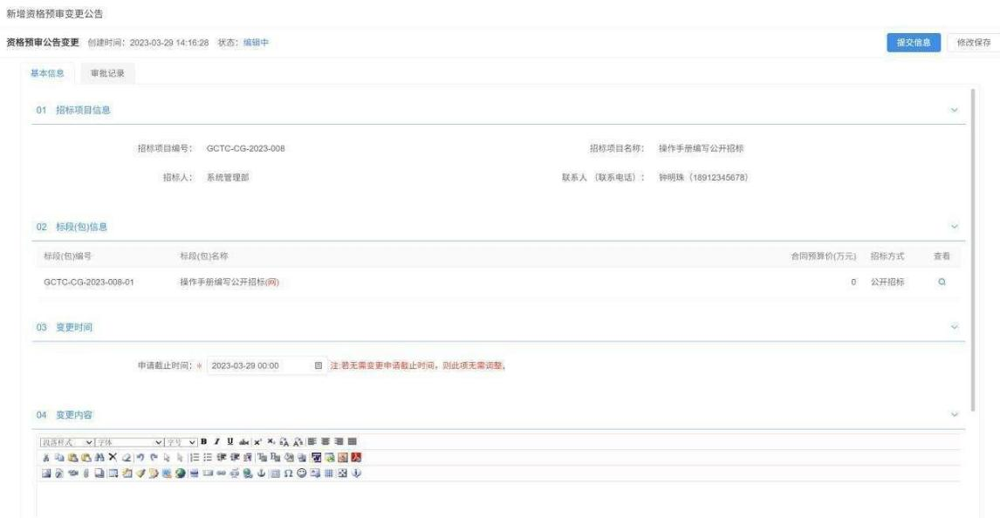 新增资格预审变更公告
资格预审公告变更 创建时间：2023-03-29 14:16:28 状态：编辑中 提交信息 修改保存
基本信息 审批记录
01 招标项目信息
招标项目编号： GCTC-CG-2023-008 招标项目名称： 操作手册编写公开招标
招标人： 系统管理部 联系人 （联系电话）： 钟明珠（18912345678）
02 标段(包)信息
标段(包)编号 标段(包)名称 合同预算价(万元) 招标方式 查看
GCTC-CG-2023-008-01 操作手册编写公开招标(网) 0 公开招标
03 变更时间
申请截止时间：* 2023-03-29 00:00 注:若无需变更申请截止时间，则此项无需调整。
04 变更内容
段落样式 字体 字号 B I U abc x² x₂